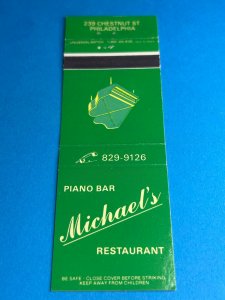 239 CHESTNUT ST
PHILADELPHIA
829-9126
PIANO BAR
Michael's
RESTAURANT
BE SAFE - CLOSE COVER BEFORE STRIKING
KEEP AWAY FROM CHILDREN